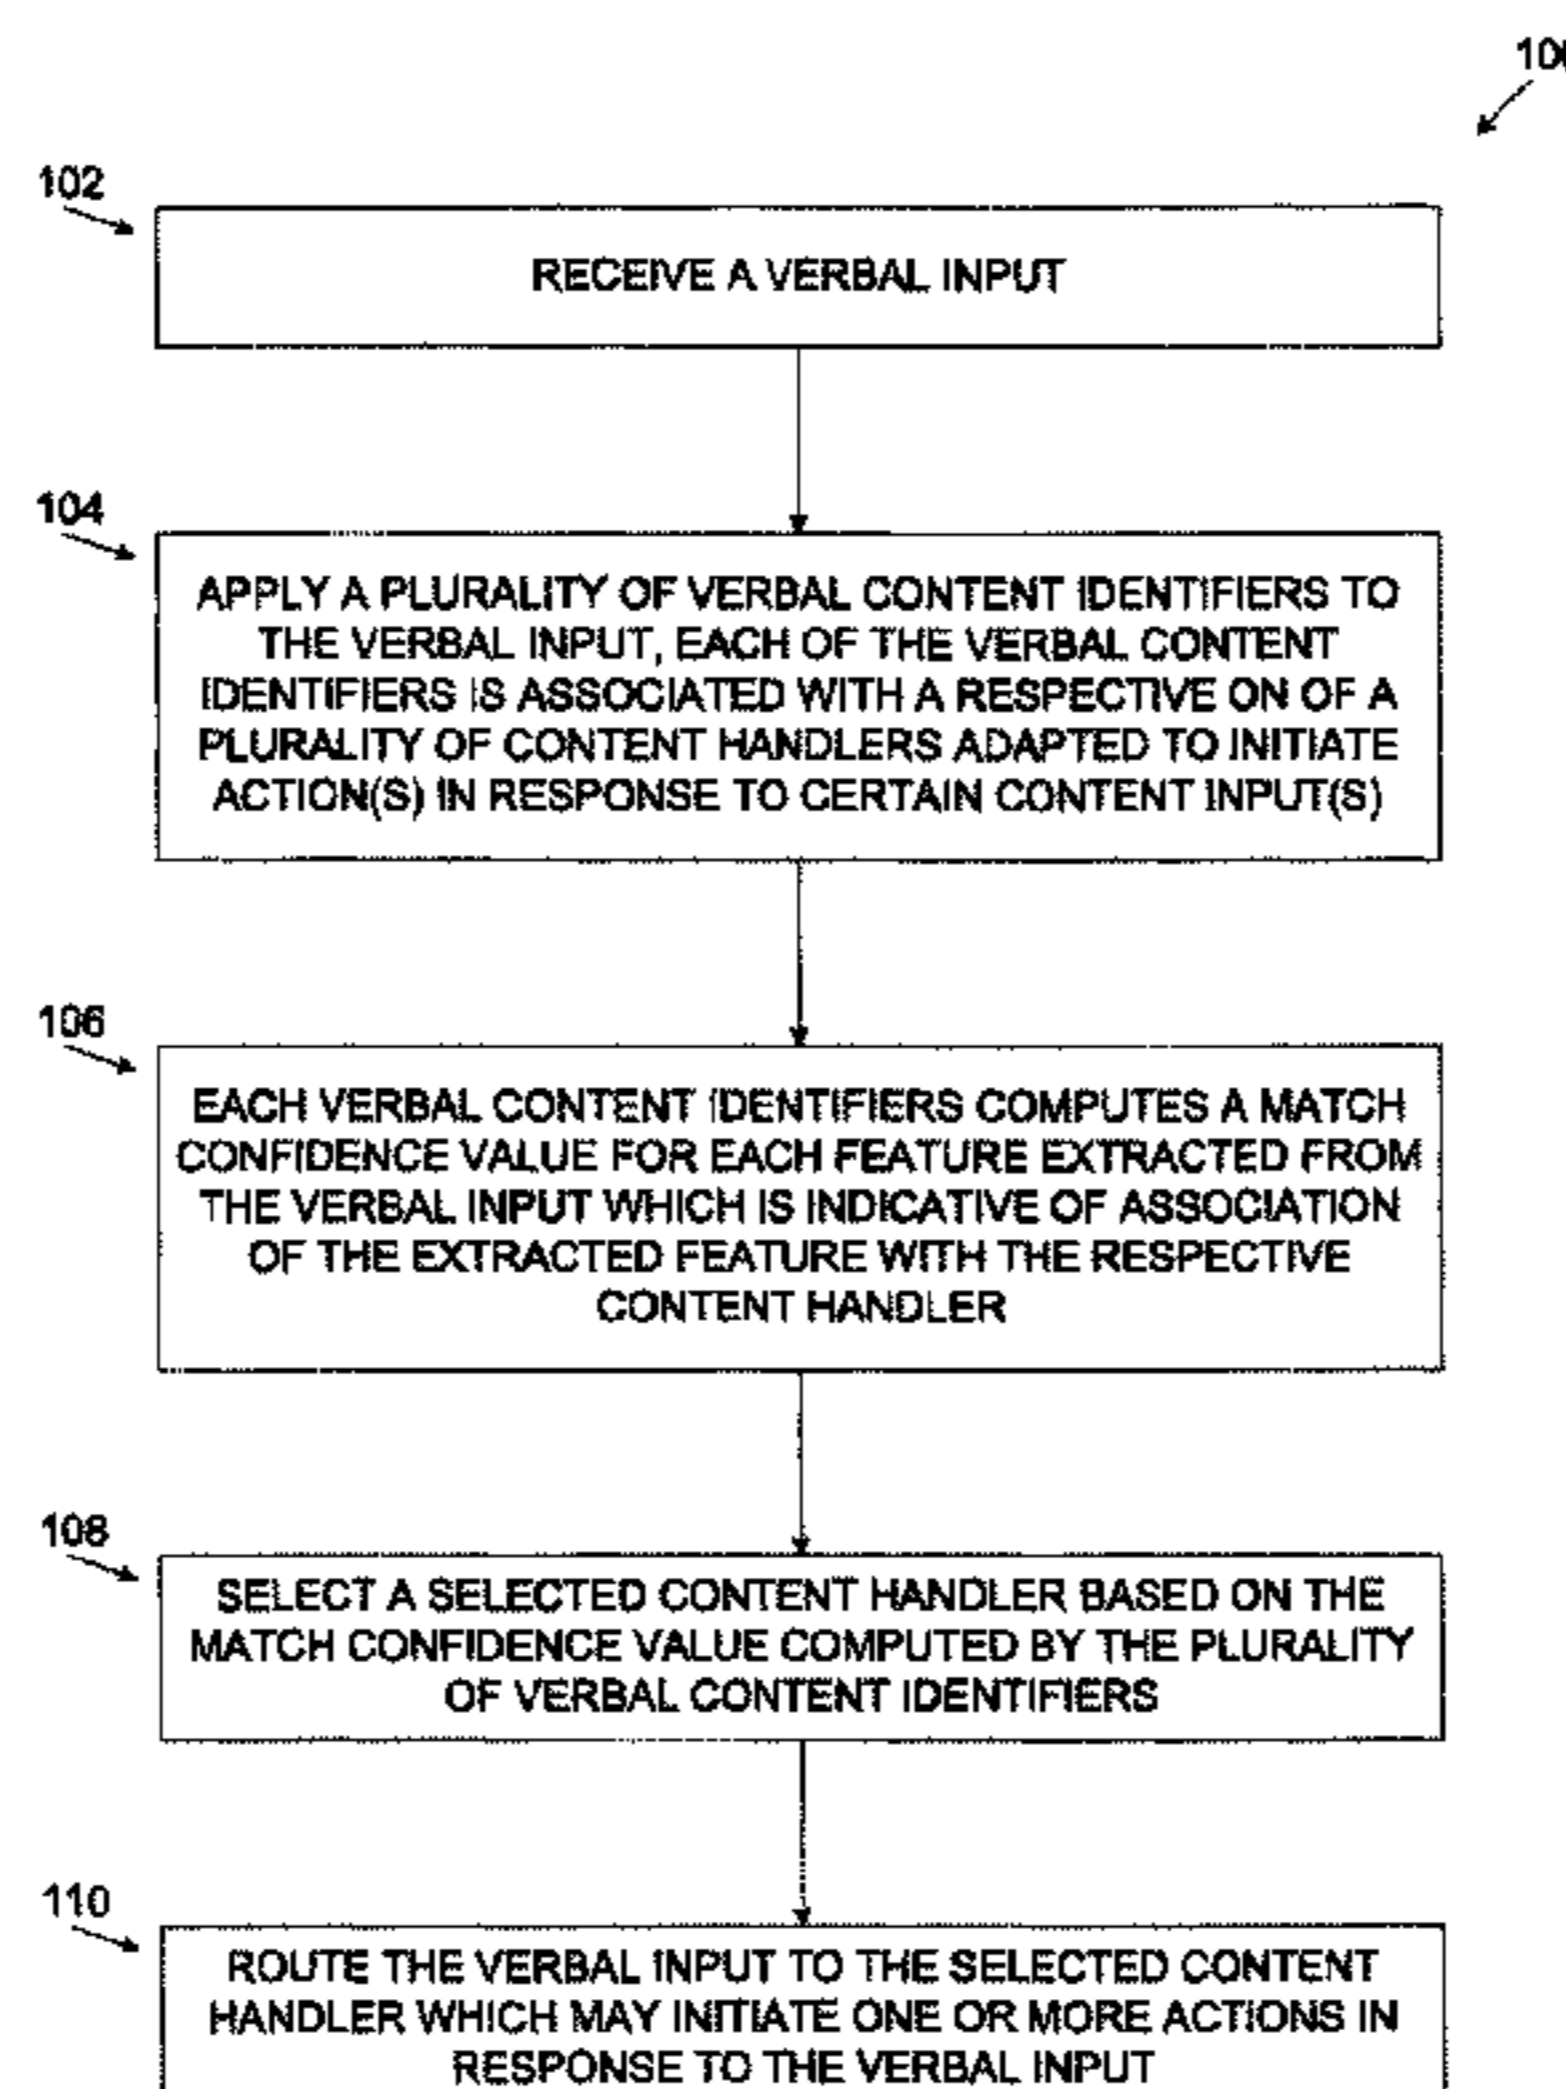 102
RECEIVE A VERBAL INPUT
104
APPLY A PLURALITY OF VERBAL CONTENT IDENTIFIERS TO
THE VERBAL INPUT, EACH OF THE VERBAL CONTENT
IDENTIFIERS IS ASSOCIATED WITH A RESPECTIVE ON OF A
PLURALITY OF CONTENT HANDLERS ADAPTED TO INITIATE
ACTION(S) IN RESPONSE TO CERTAIN CONTENT INPUT(S)
106
EACH VERBAL CONTENT IDENTIFIERS COMPUTES A MATCH
CONFIDENCE VALUE FOR EACH FEATURE EXTRACTED FROM
THE VERBAL INPUT WHICH IS INDICATIVE OF ASSOCIATION
OF THE EXTRACTED FEATURE WITH THE RESPECTIVE
CONTENT HANDLER
108
SELECT A SELECTED CONTENT HANDLER BASED ON THE
MATCH CONFIDENCE VALUE COMPUTED BY THE PLURALITY
OF VERBAL CONTENT IDENTIFIERS
110
ROUTE THE VERBAL INPUT TO THE SELECTED CONTENT
HANDLER WHICH MAY INITIATE ONE OR MORE ACTIONS IN
RESPONSE TO THE VERBAL INPUT